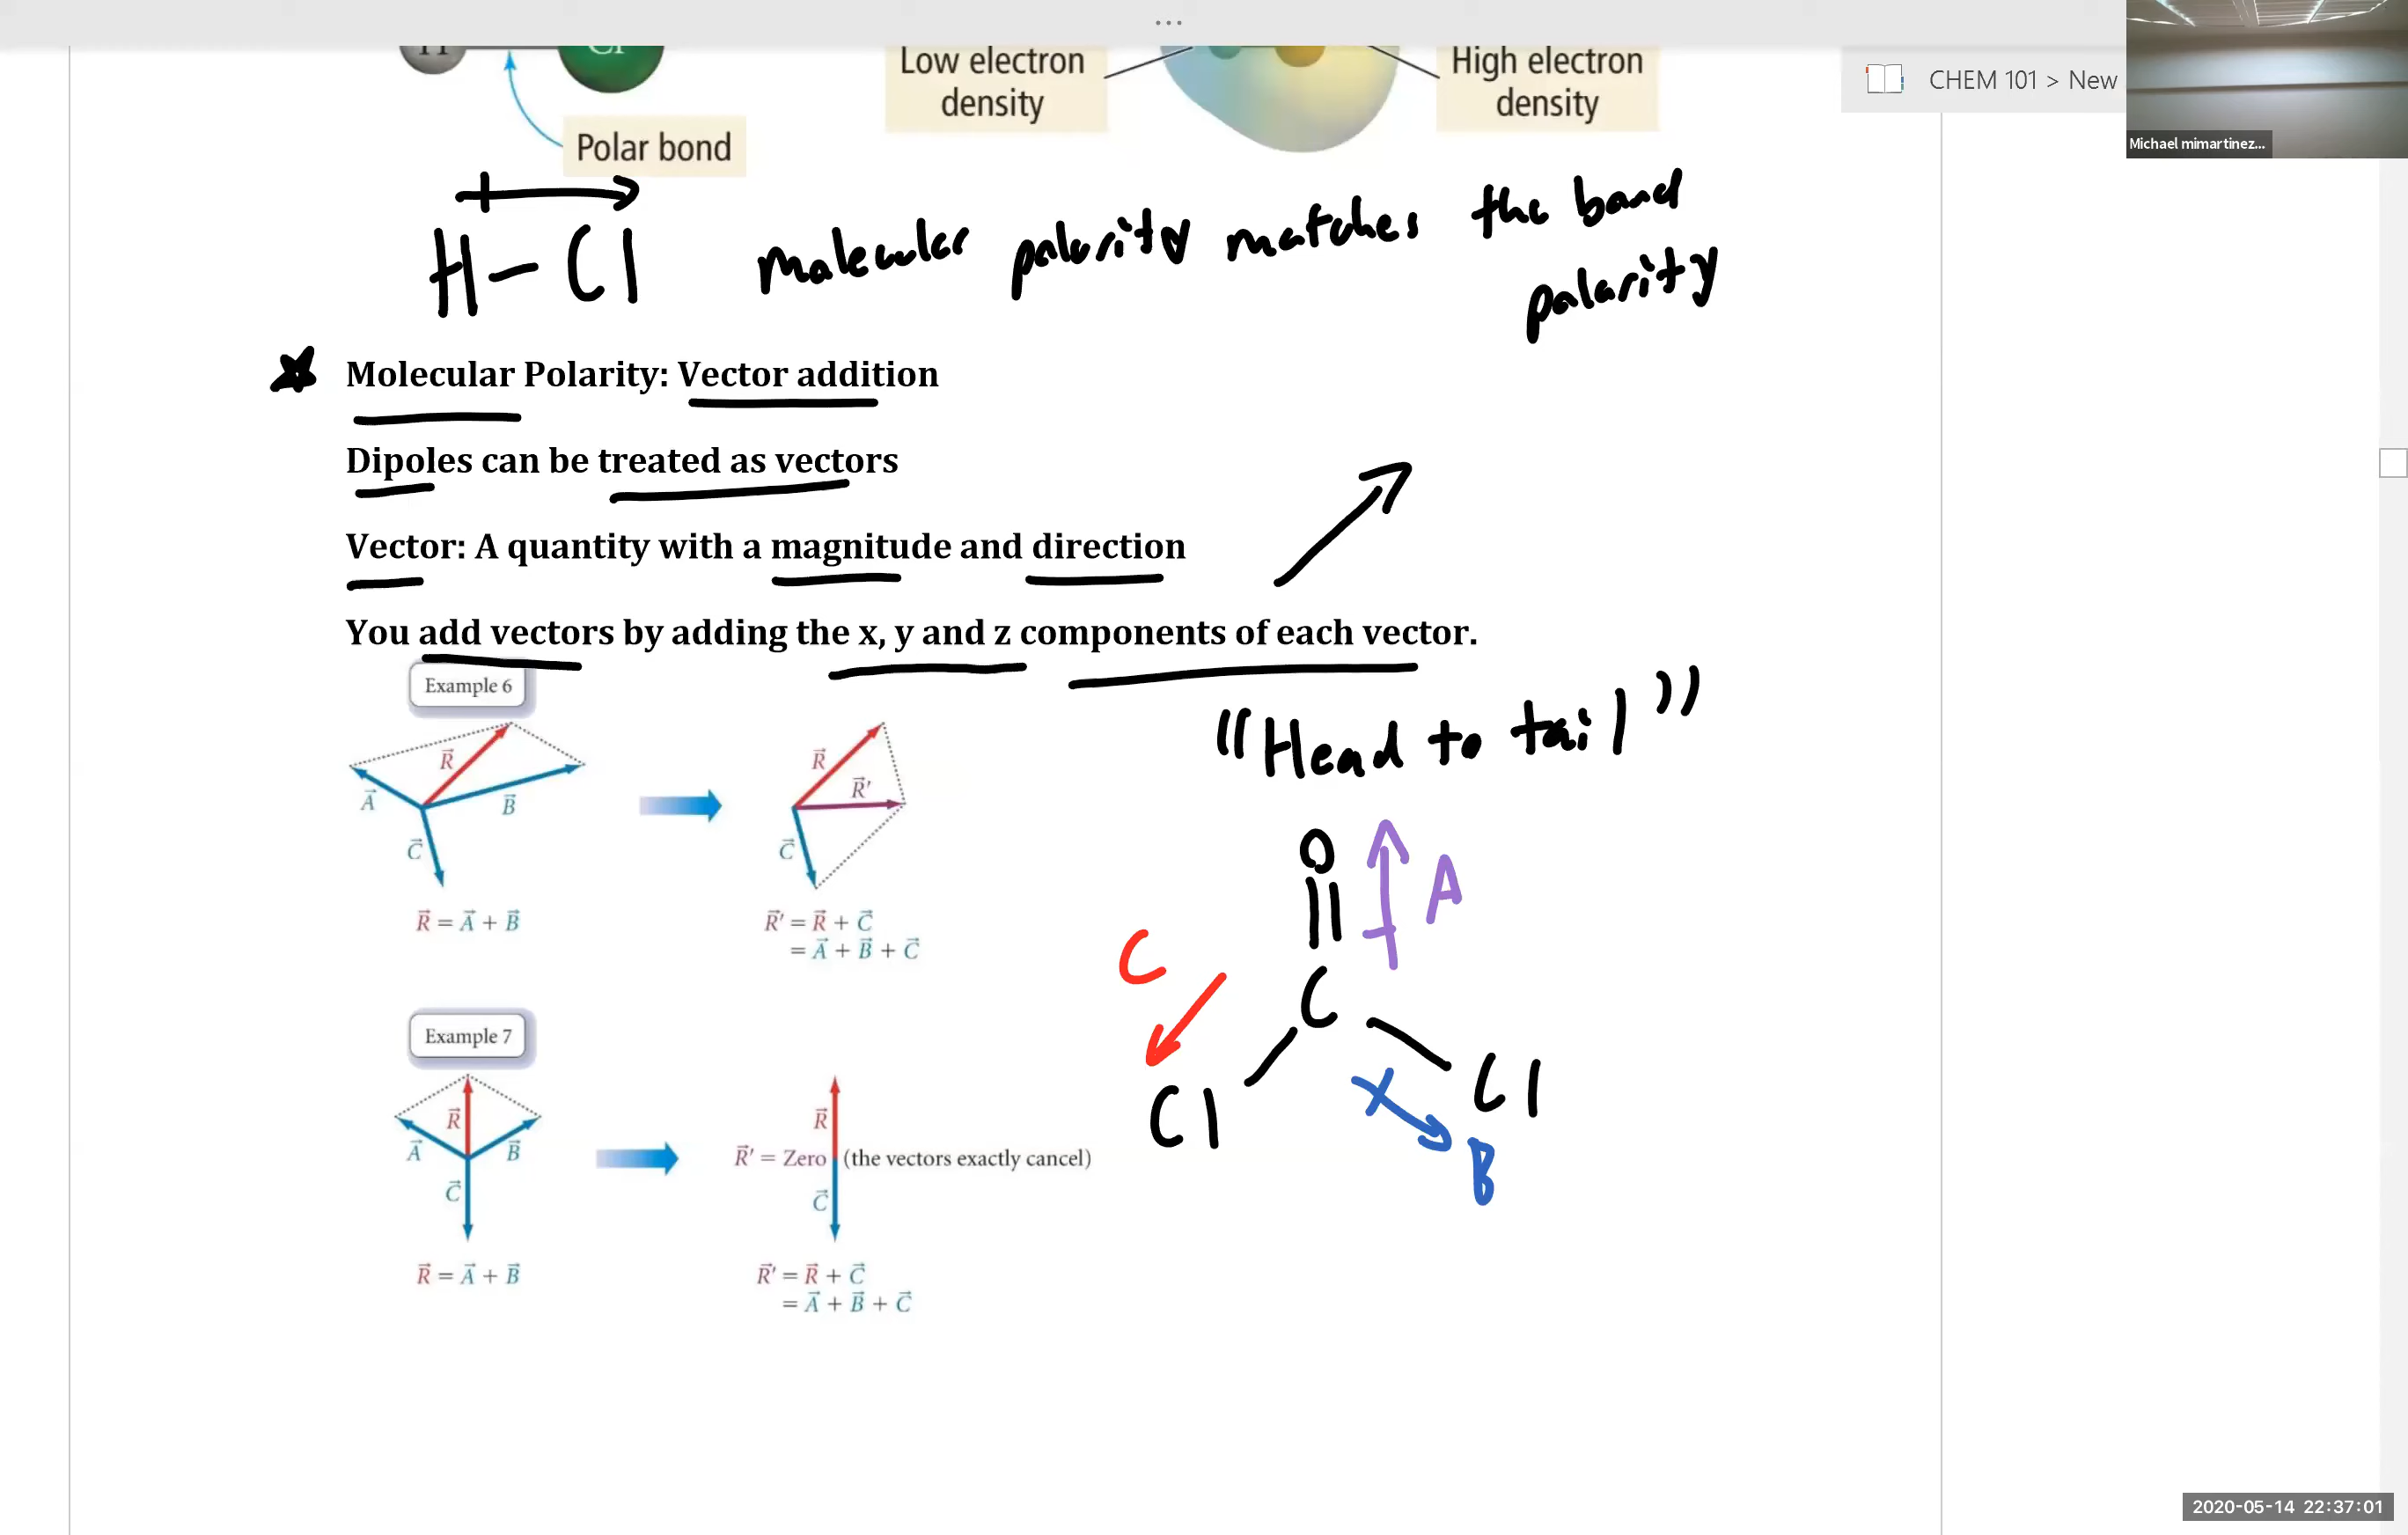 ...
H
Cl
Low electron
density
High electron
density
Polar bond
CHEM 101 > New
Michael mimartinez...
H - Cl
molecular polarity matches the bond
polarity
Molecular Polarity: Vector addition
Dipoles can be treated as vectors
Vector: A quantity with a magnitude and direction
You add vectors by adding the x, y and z components of each vector.
Example 6
"Head to tail"
R⃗
A⃗
B⃗
C⃗
R⃗ = A⃗ + B⃗
R⃗
R⃗'
C⃗
R⃗' = R⃗ + C⃗
= A⃗ + B⃗ + C⃗
O
A
C
C
Cl
Cl
B
Example 7
R⃗
A⃗
B⃗
C⃗
R⃗ = A⃗ + B⃗
R⃗
R⃗' = Zero (the vectors exactly cancel)
C⃗
R⃗' = R⃗ + C⃗
= A⃗ + B⃗ + C⃗
2020-05-14 22:37:01